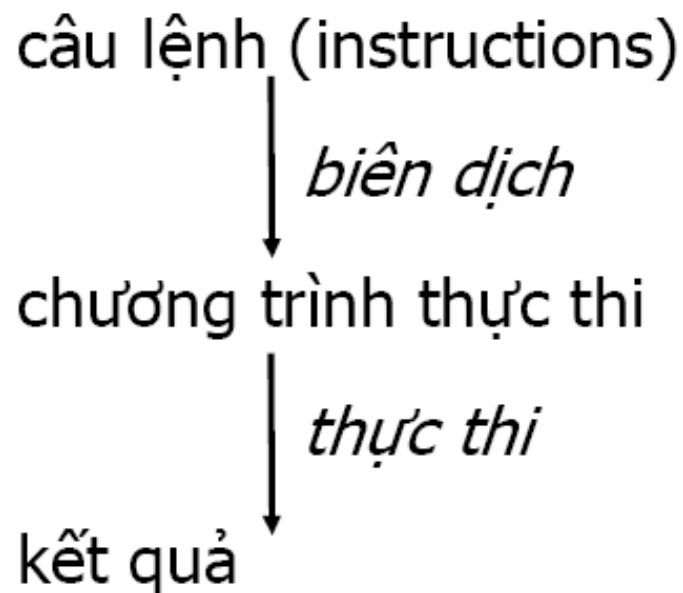 câu lệnh (instructions)
biên dịch
chương trình thực thi
thực thi
kết quả